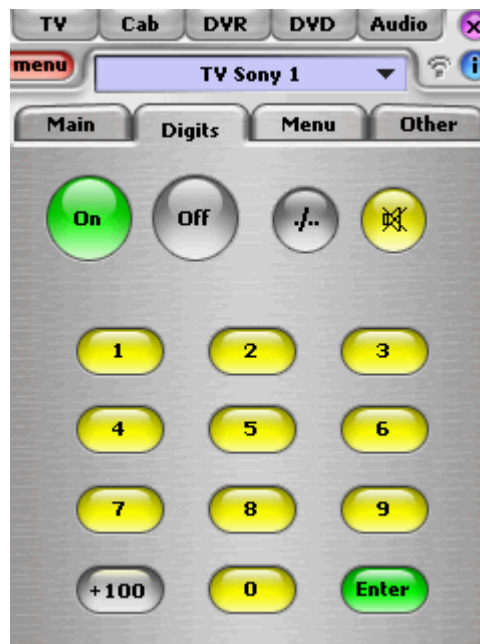 TV Cab DVR DVD Audio X
menu TV Sony 1 i
Main Digits Menu Other
On Off ./..
1 2 3
4 5 6
7 8 9
+100 0 Enter